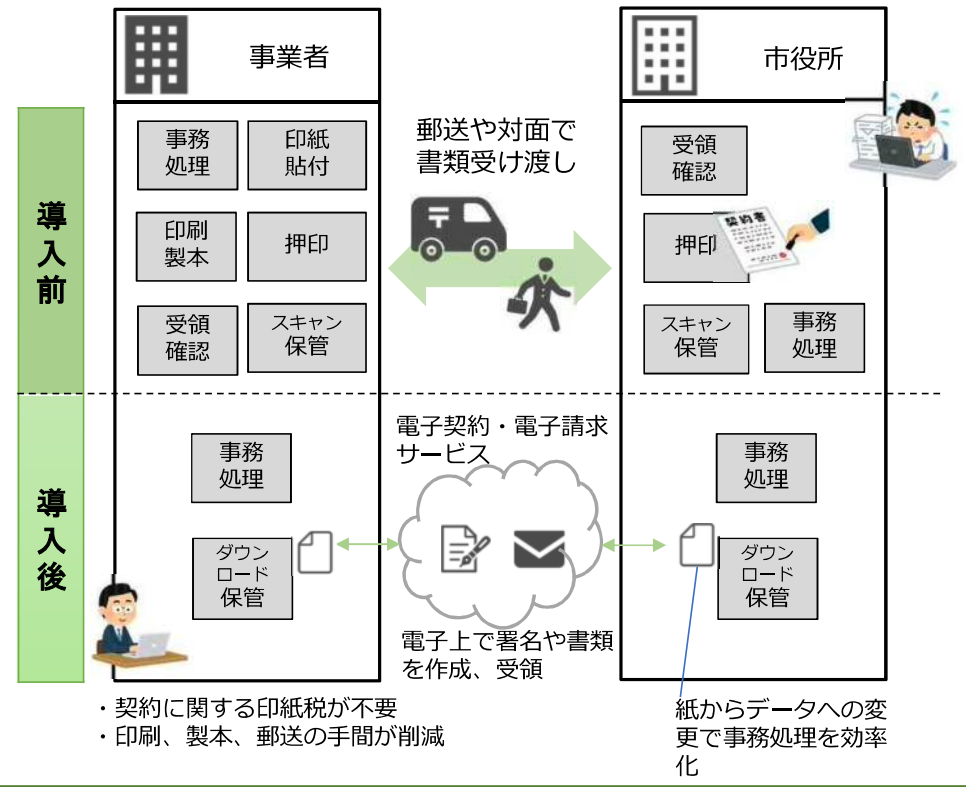 事業者
市役所
導入前
事務
処理
印紙
貼付
印刷
製本
押印
受領
確認
スキャン
保管
郵送や対面で
書類受け渡し
受領
確認
押印
契約者
スキャン
保管
事務
処理
導入後
事務
処理
ダウン
ロード
保管
電子契約・電子請求
サービス
電子上で署名や書類
を作成、受領
事務
処理
ダウン
ロード
保管
・契約に関する印紙税が不要
・印刷、製本、郵送の手間が削減
紙からデータへの変
更で事務処理を効率
化